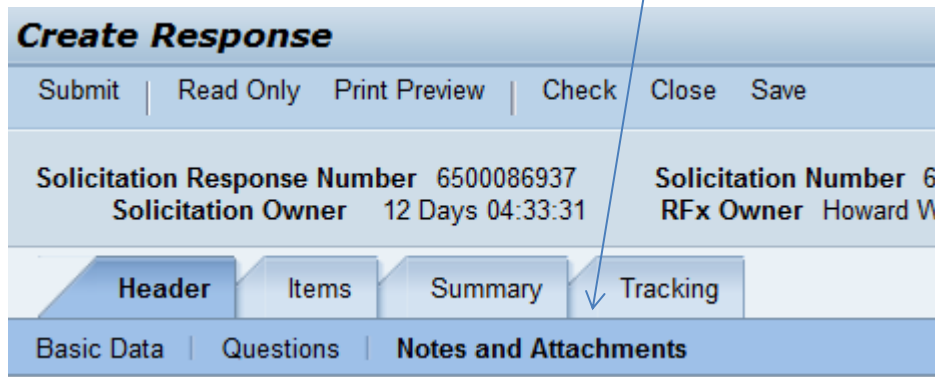 Create Response
Submit | Read Only Print Preview | Check Close Save
Solicitation Response Number 6500086937 Solicitation Number 6
Solicitation Owner 12 Days 04:33:31 RFx Owner Howard W
Header Items Summary Tracking
Basic Data | Questions | Notes and Attachments